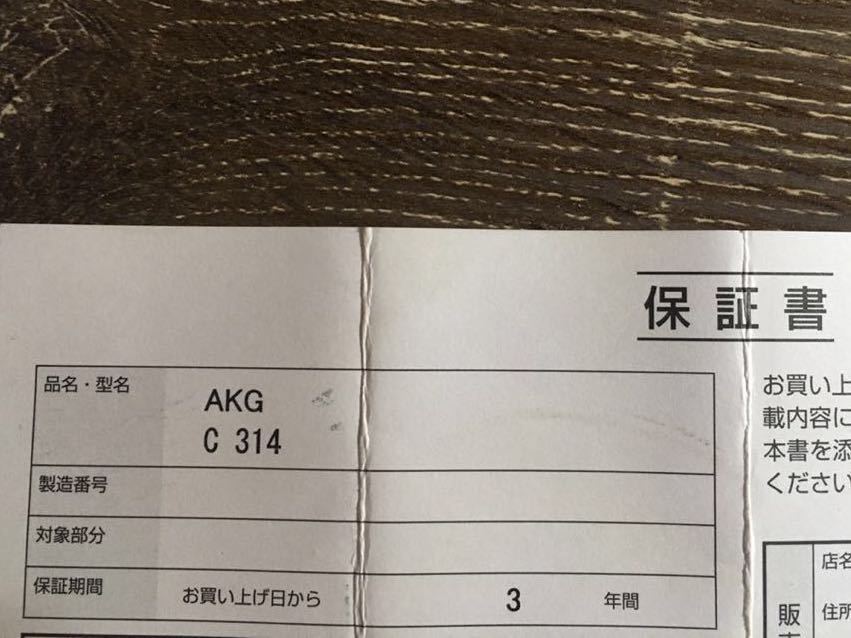 保証書
品名・型名
AKG
C 314
製造番号
対象部分
保証期間 お買い上げ日から 3 年間
お買い上
載内容に
本書を添
ください
販
店名
住所